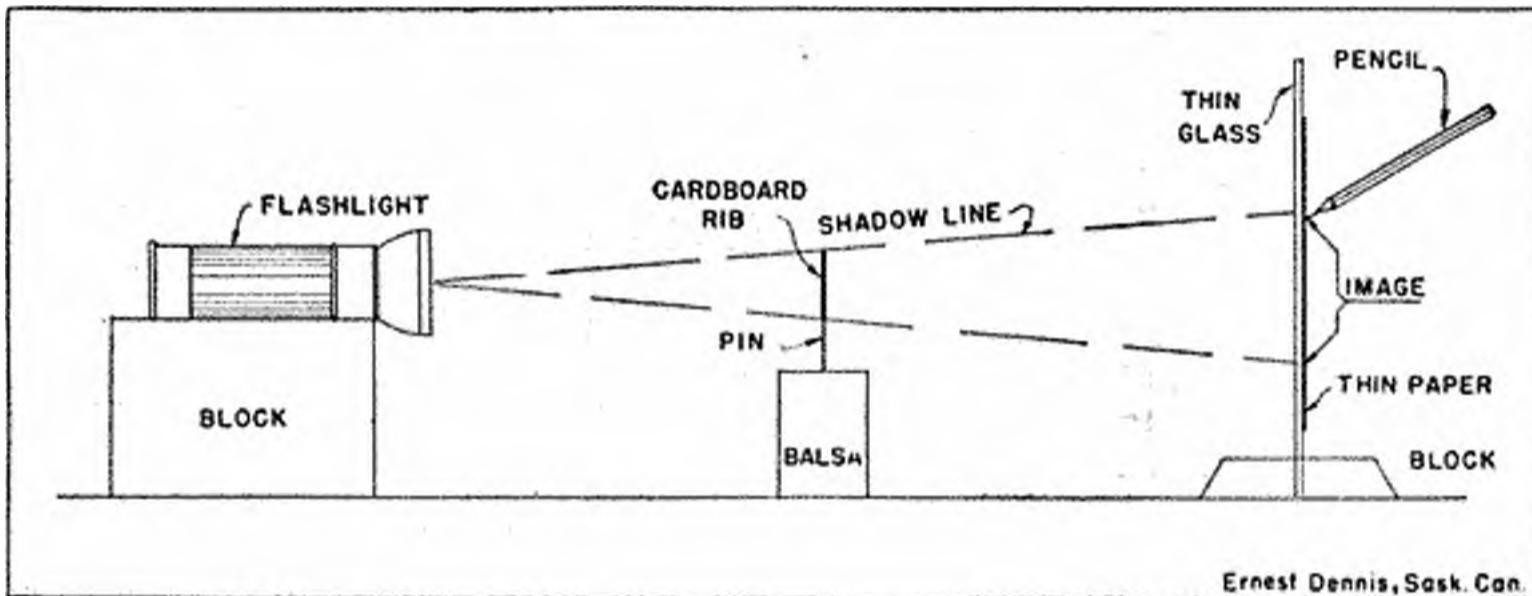 PENCIL
THIN
GLASS
CARDBOARD
RIB
FLASHLIGHT
SHADOW LINE
IMAGE
PIN
THIN PAPER
BLOCK
BALSA
BLOCK
Ernest Dennis, Sask. Can.